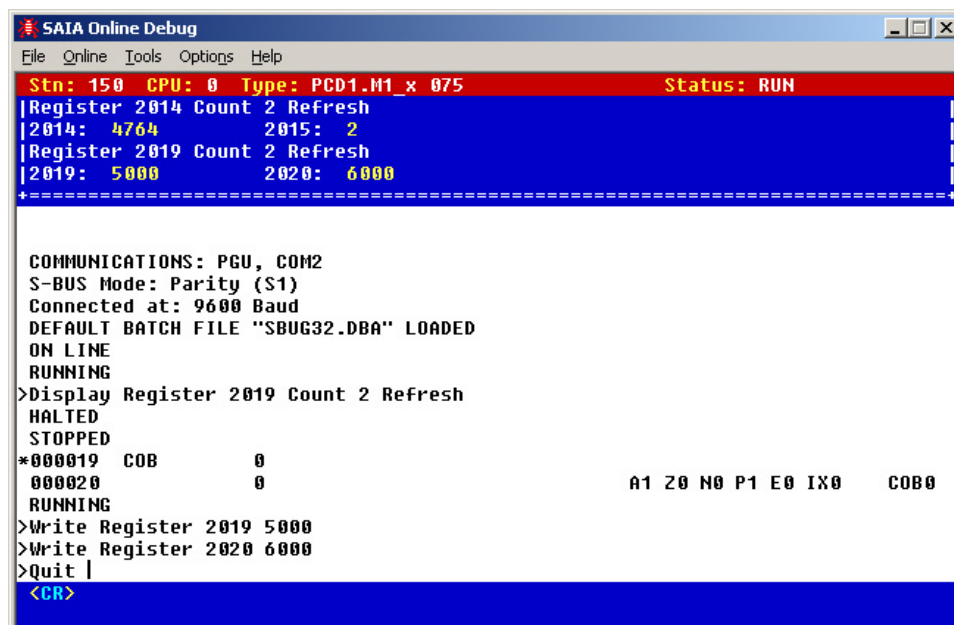 SAIA Online Debug
File Online Tools Options Help
Stn: 150 CPU: 0 Type: PCD1.M1_x 075 Status: RUN
|Register 2014 Count 2 Refresh |
|2014: 4764 2015: 2 |
|Register 2019 Count 2 Refresh |
|2019: 5000 2020: 6000 |
+==============================================================================+
COMMUNICATIONS: PGU, COM2
S-BUS Mode: Parity (S1)
Connected at: 9600 Baud
DEFAULT BATCH FILE "SBUG32.DBA" LOADED
ON LINE
RUNNING
>Display Register 2019 Count 2 Refresh
HALTED
STOPPED
*000019 COB 0
000020 0 A1 Z0 N0 P1 E0 IX0 COB0
RUNNING
>Write Register 2019 5000
>Write Register 2020 6000
>Quit
<CR>